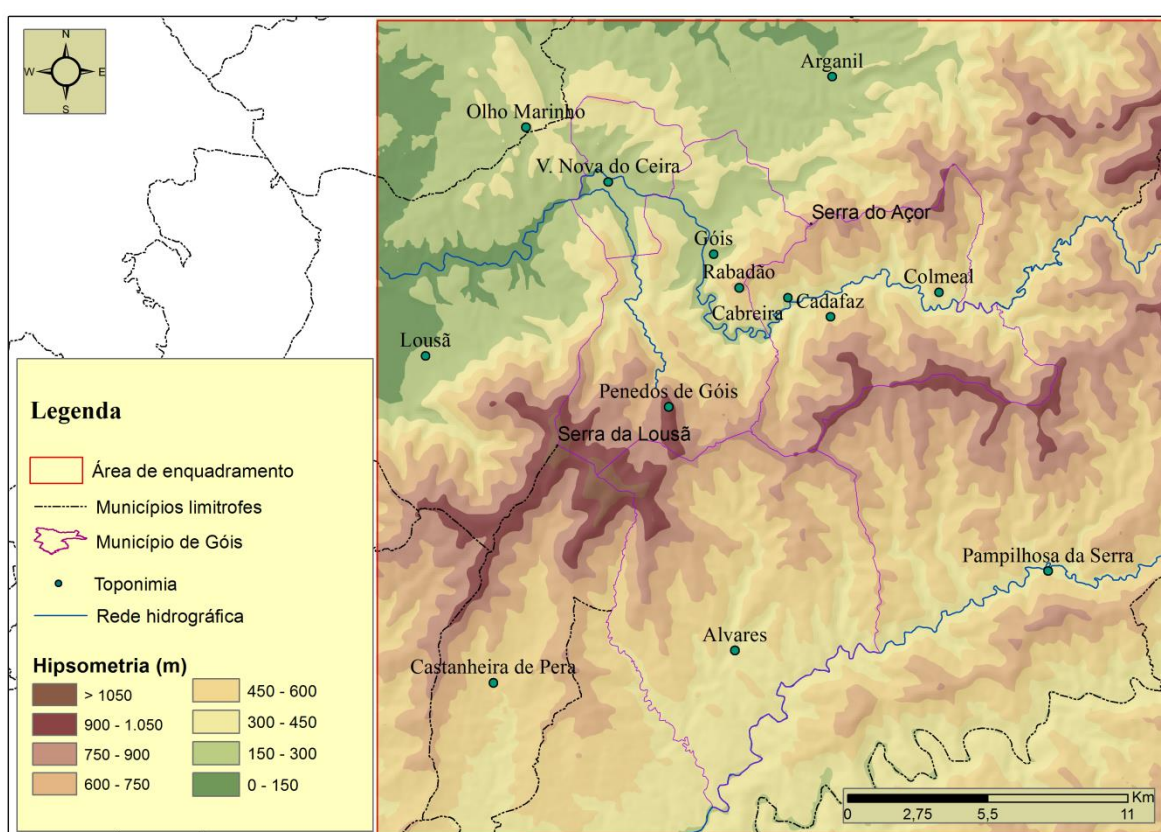 N
W E
S
Arganil
Olho Marinho
V. Nova do Ceira
Serra do Açor
Góis
Rabadão
Colmeal
Cabreira
Cadafaz
Lousã
Penedos de Góis
Serra da Lousã
Pampilhosa da Serra
Alvares
Castanheira de Pera
Legenda
Área de enquadramento
Municípios limitrofes
Município de Góis
Toponimia
Rede hidrográfica
Hipsometria (m)
> 1050
900 - 1.050
750 - 900
600 - 750
450 - 600
300 - 450
150 - 300
0 - 150
Km
0 2,75 5,5 11